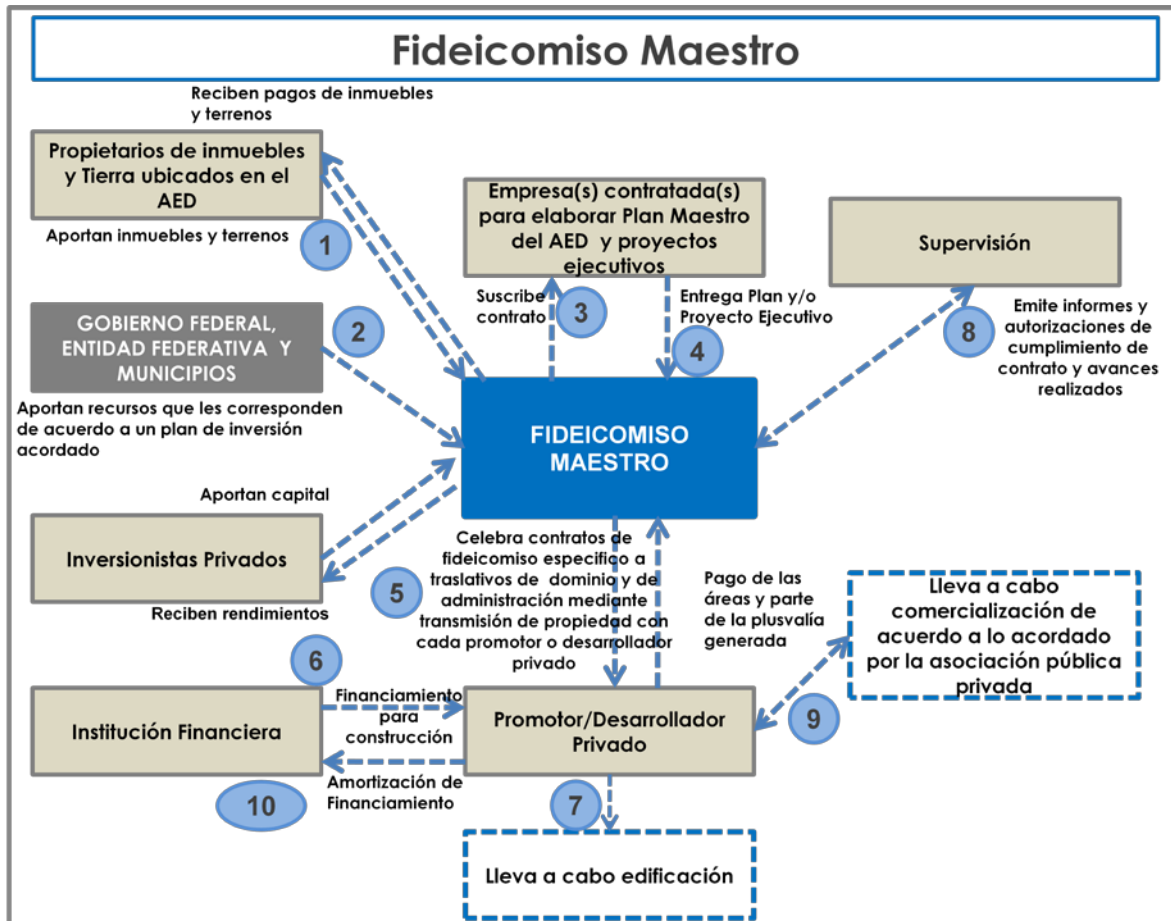 Fideicomiso Maestro
Reciben pagos de inmuebles
y terrenos
Propietarios de inmuebles
y Tierra ubicados en el
AED
Aportan inmuebles y terrenos
1
Empresa(s) contratada(s)
para elaborar Plan Maestro
del AED y proyectos
ejecutivos
Supervisión
Suscribe
contrato
3
Entrega Plan y/o
Proyecto Ejecutivo
4
8
Emite informes y
autorizaciones de
cumplimiento de
contrato y avances
realizados
GOBIERNO FEDERAL,
ENTIDAD FEDERATIVA Y
MUNICIPIOS
2
Aportan recursos que les corresponden
de acuerdo a un plan de inversión
acordado
FIDEICOMISO
MAESTRO
Aportan capital
Inversionistas Privados
Reciben rendimientos
5
Celebra contratos de
fideicomiso especifico a
traslativos de dominio y de
administración mediante
transmisión de propiedad con
cada promotor o desarrollador
privado
Pago de las
áreas y parte
de la plusvalía
generada
Lleva a cabo
comercialización de
acuerdo a lo acordado
por la asociación pública
privada
6
Institución Financiera
Financiamiento
para
construcción
Promotor/Desarrollador
Privado
9
Amortización de
Financiamiento
10
7
Lleva a cabo edificación